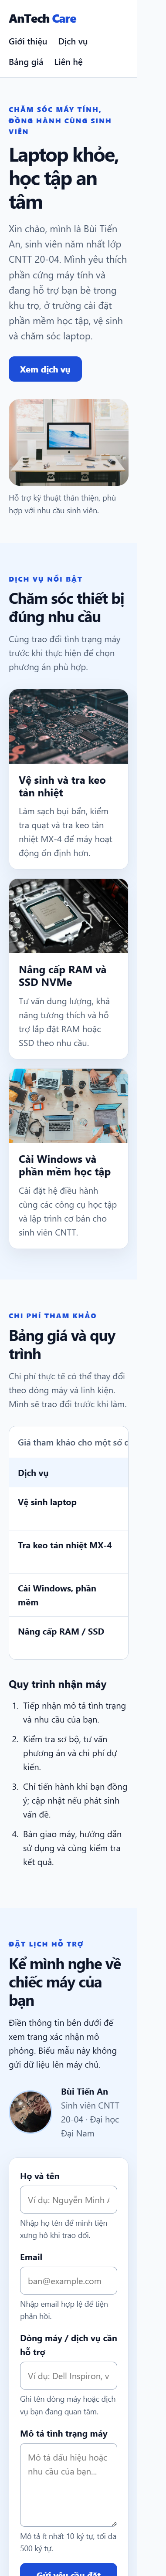 AnTech Care
Giới thiệu Dịch vụ
Bảng giá Liên hệ
CHĂM SÓC MÁY TÍNH,
ĐỒNG HÀNH CÙNG SINH
VIÊN
Laptop khỏe,
học tập an
tâm
Xin chào, mình là Bùi Tiến
An, sinh viên năm nhất lớp
CNTT 20-04. Mình yêu thích
phần cứng máy tính và
đang hỗ trợ bạn bè trong
khu trọ, ở trường cài đặt
phần mềm học tập, vệ sinh
và chăm sóc laptop.
Xem dịch vụ
Hỗ trợ kỹ thuật thân thiện, phù
hợp với nhu cầu sinh viên.
DỊCH VỤ NỔI BẬT
Chăm sóc thiết bị
đúng nhu cầu
Cùng trao đổi tình trạng máy
trước khi thực hiện để chọn
phương án phù hợp.
Vệ sinh và tra keo
tản nhiệt
Làm sạch bụi bẩn, kiểm
tra quạt và tra keo tản
nhiệt MX-4 để máy hoạt
động ổn định hơn.
Nâng cấp RAM và
SSD NVMe
Tư vấn dung lượng, khả
năng tương thích và hỗ
trợ lắp đặt RAM hoặc
SSD theo nhu cầu.
Cài Windows và
phần mềm học tập
Cài đặt hệ điều hành
cùng các công cụ học tập
và lập trình cơ bản cho
sinh viên CNTT.
CHI PHÍ THAM KHẢO
Bảng giá và quy
trình
Chi phí thực tế có thể thay đổi
theo dòng máy và linh kiện.
Mình sẽ trao đổi trước khi làm.
Giá tham khảo cho một số
Dịch vụ
Vệ sinh laptop
Tra keo tản nhiệt MX-4
Cài Windows, phần
mềm
Nâng cấp RAM / SSD
Quy trình nhận máy
1. Tiếp nhận mô tả tình trạng
và nhu cầu của bạn.
2. Kiểm tra sơ bộ, tư vấn
phương án và chi phí dự
kiến.
3. Chỉ tiến hành khi bạn đồng
ý; cập nhật nếu phát sinh
vấn đề.
4. Bàn giao máy, hướng dẫn
sử dụng và cùng kiểm tra
kết quả.
ĐẶT LỊCH HỖ TRỢ
Kể mình nghe về
chiếc máy của
bạn
Điền thông tin bên dưới để
xem trang xác nhận mô
phỏng. Biểu mẫu này không
gửi dữ liệu lên máy chủ.
Bùi Tiến An
Sinh viên CNTT
20-04 · Đại học
Đại Nam
Họ và tên
Ví dụ: Nguyễn Minh
Nhập họ tên để mình tiện
xưng hô khi trao đổi.
Email
ban@example.com
Nhập email hợp lệ để tiện
phản hồi.
Dòng máy / dịch vụ cần
hỗ trợ
Ví dụ: Dell Inspiron, v
Ghi tên dòng máy hoặc dịch
vụ bạn đang quan tâm.
Mô tả tình trạng máy
Mô tả dấu hiệu hoặc
nhu cầu của bạn...
Mô tả ít nhất 10 ký tự, tối đa
500 ký tự.
Gửi yêu cầu đặt